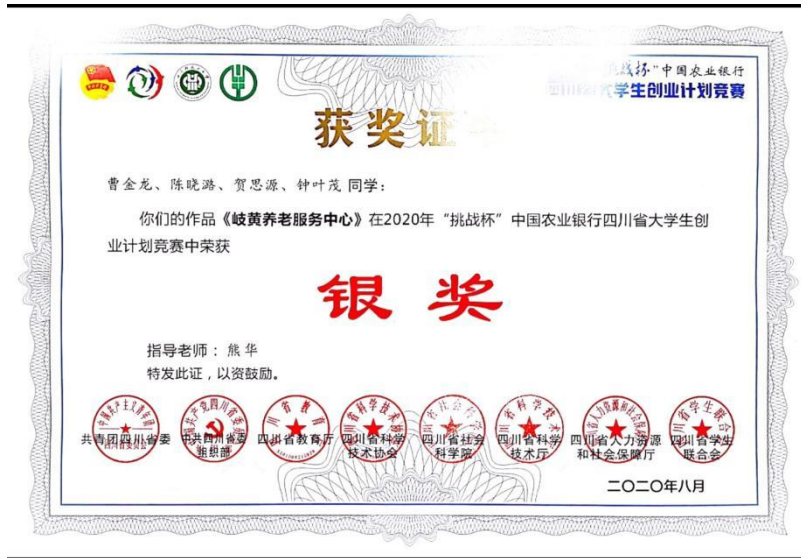 挑战杯"中国农业银行
四川省大学生创业计划竞赛
获奖证书
曹金龙、陈晓潞、贺思源、钟叶茂 同学：
你们的作品《岐黄养老服务中心》在2020年“挑战杯”中国农业银行四川省大学生创
业计划竞赛中荣获
银 奖
指导老师：熊华
特发此证，以资鼓励。
共青团四川省委
中共四川省委
组织部
四川省教育厅
四川省科学
技术协会
四川省社会
科学院
四川省科学
技术厅
四川省人力资源
和社会保障厅
四川省学生
联合会
二〇二〇年八月